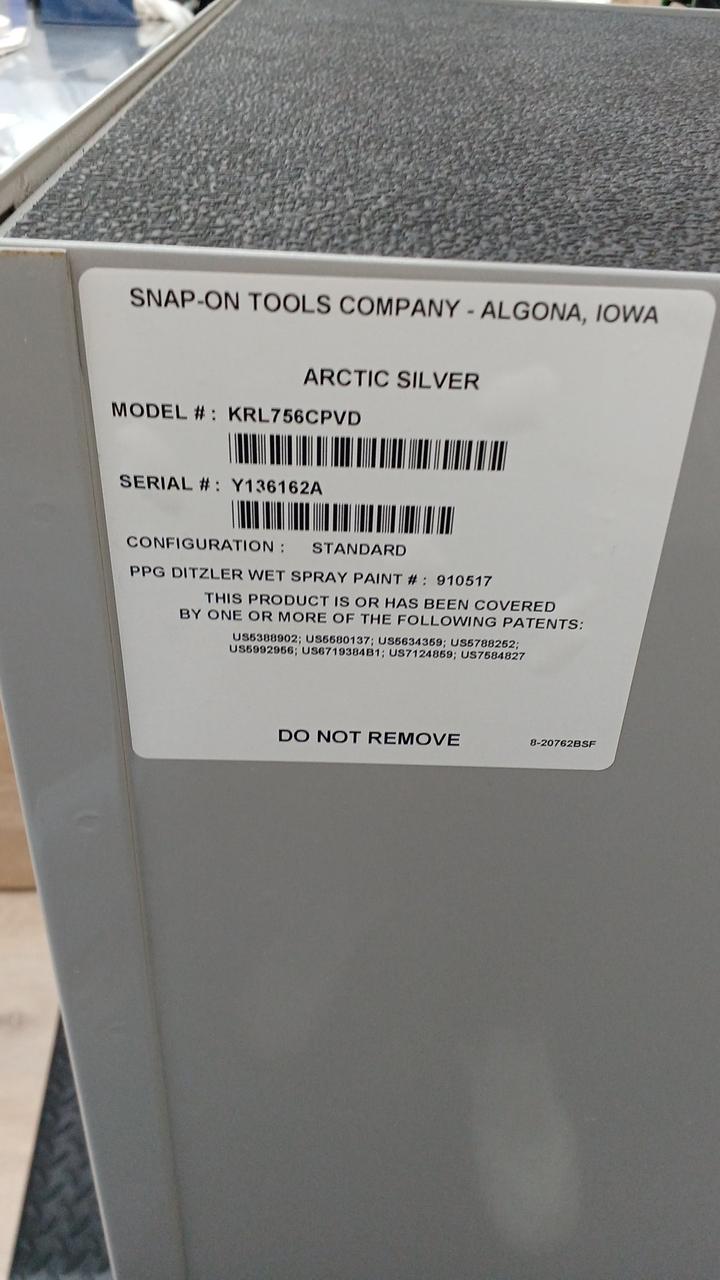 SNAP-ON TOOLS COMPANY - ALGONA, IOWA
ARCTIC SILVER
MODEL # : KRL756CPVD
SERIAL # : Y136162A
CONFIGURATION : STANDARD
PPG DITZLER WET SPRAY PAINT # : 910517
THIS PRODUCT IS OR HAS BEEN COVERED
BY ONE OR MORE OF THE FOLLOWING PATENTS:
US5388902; US5580137; US5634359; US5788252;
US5992956; US6719384B1; US7124859; US7584827
DO NOT REMOVE
8-20762BSF